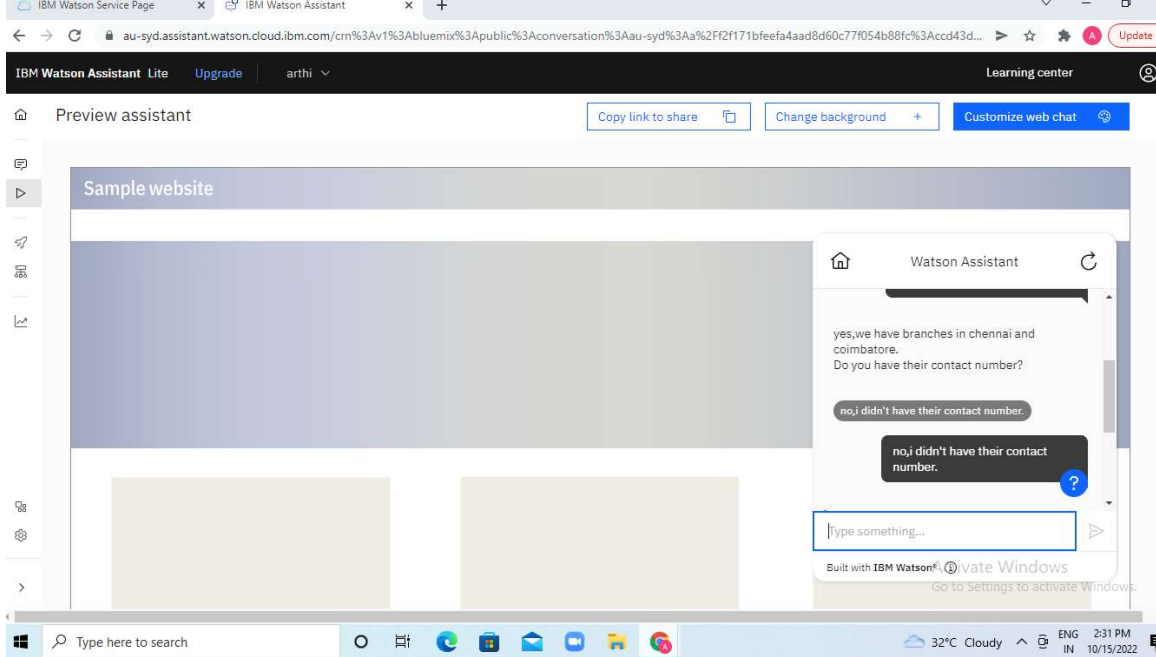 IBM Watson Service Page
IBM Watson Assistant
au-syd.assistant.watson.cloud.ibm.com/crn%3Av1%3Abluemix%3Apublic%3Aconversation%3Aau-syd%3Aa%2Ff2f171bfeefa4aad8d60c77f054b88fc%3Accd43d...
A
Update
IBM Watson Assistant Lite Upgrade arthi Learning center
Preview assistant
Copy link to share
Change background +
Customize web chat
Sample website
Watson Assistant
yes,we have branches in chennai and
coimbatore.
Do you have their contact number?
no,i didn't have their contact number.
no,i didn't have their contact
number.
?
Type something...
Built with IBM Watson®
Activate Windows
Go to Settings to activate Windows.
Type here to search
32°C Cloudy
ENG
IN
2:31 PM
10/15/2022